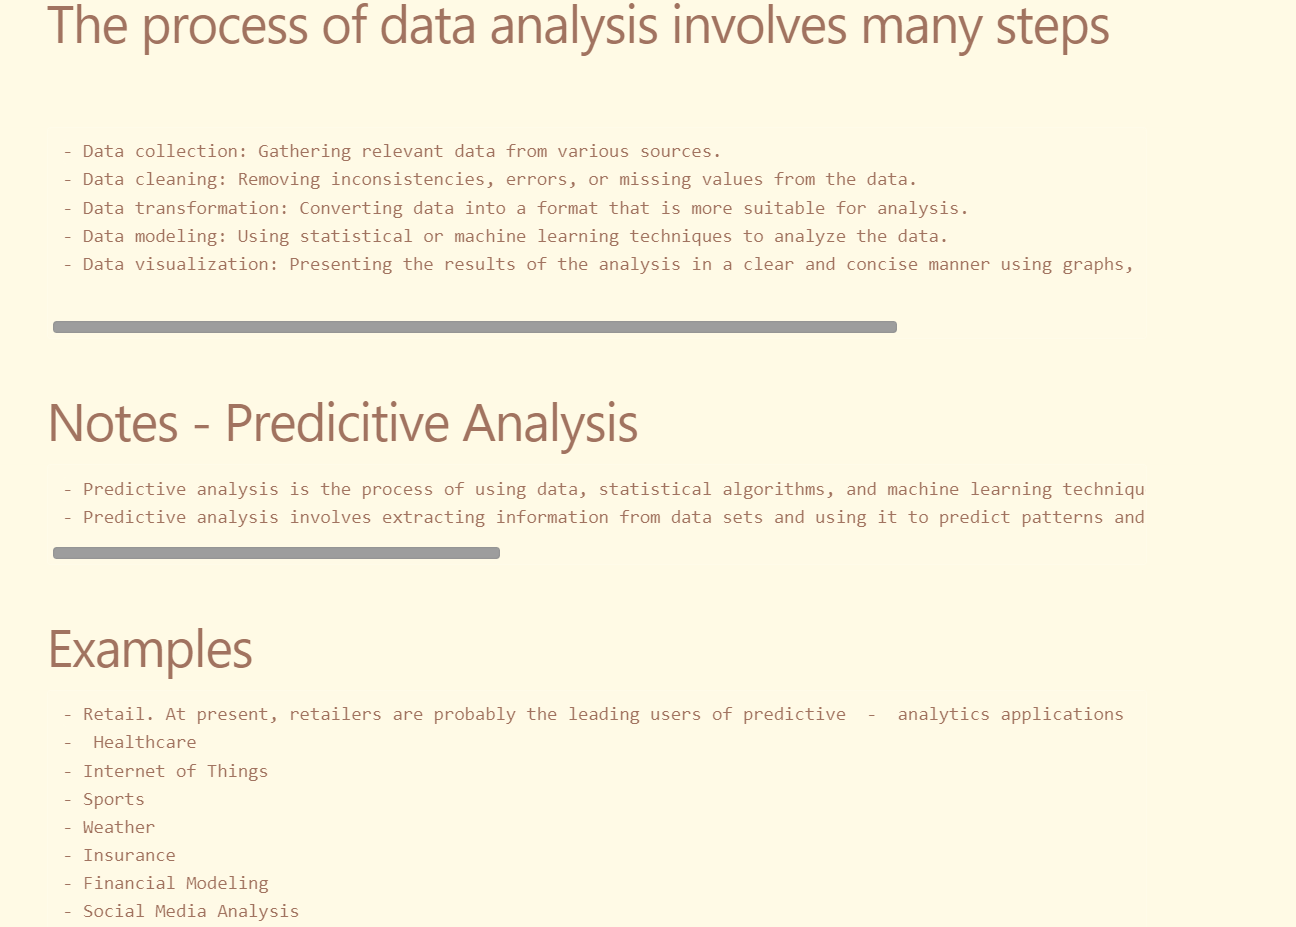 The process of data analysis involves many steps
- Data collection: Gathering relevant data from various sources.
- Data cleaning: Removing inconsistencies, errors, or missing values from the data.
- Data transformation: Converting data into a format that is more suitable for analysis.
- Data modeling: Using statistical or machine learning techniques to analyze the data.
- Data visualization: Presenting the results of the analysis in a clear and concise manner using graphs,
Notes - Predicitive Analysis
- Predictive analysis is the process of using data, statistical algorithms, and machine learning techniqu
- Predictive analysis involves extracting information from data sets and using it to predict patterns and
Examples
- Retail. At present, retailers are probably the leading users of predictive  -  analytics applications
-  Healthcare
- Internet of Things
- Sports
- Weather
- Insurance
- Financial Modeling
- Social Media Analysis